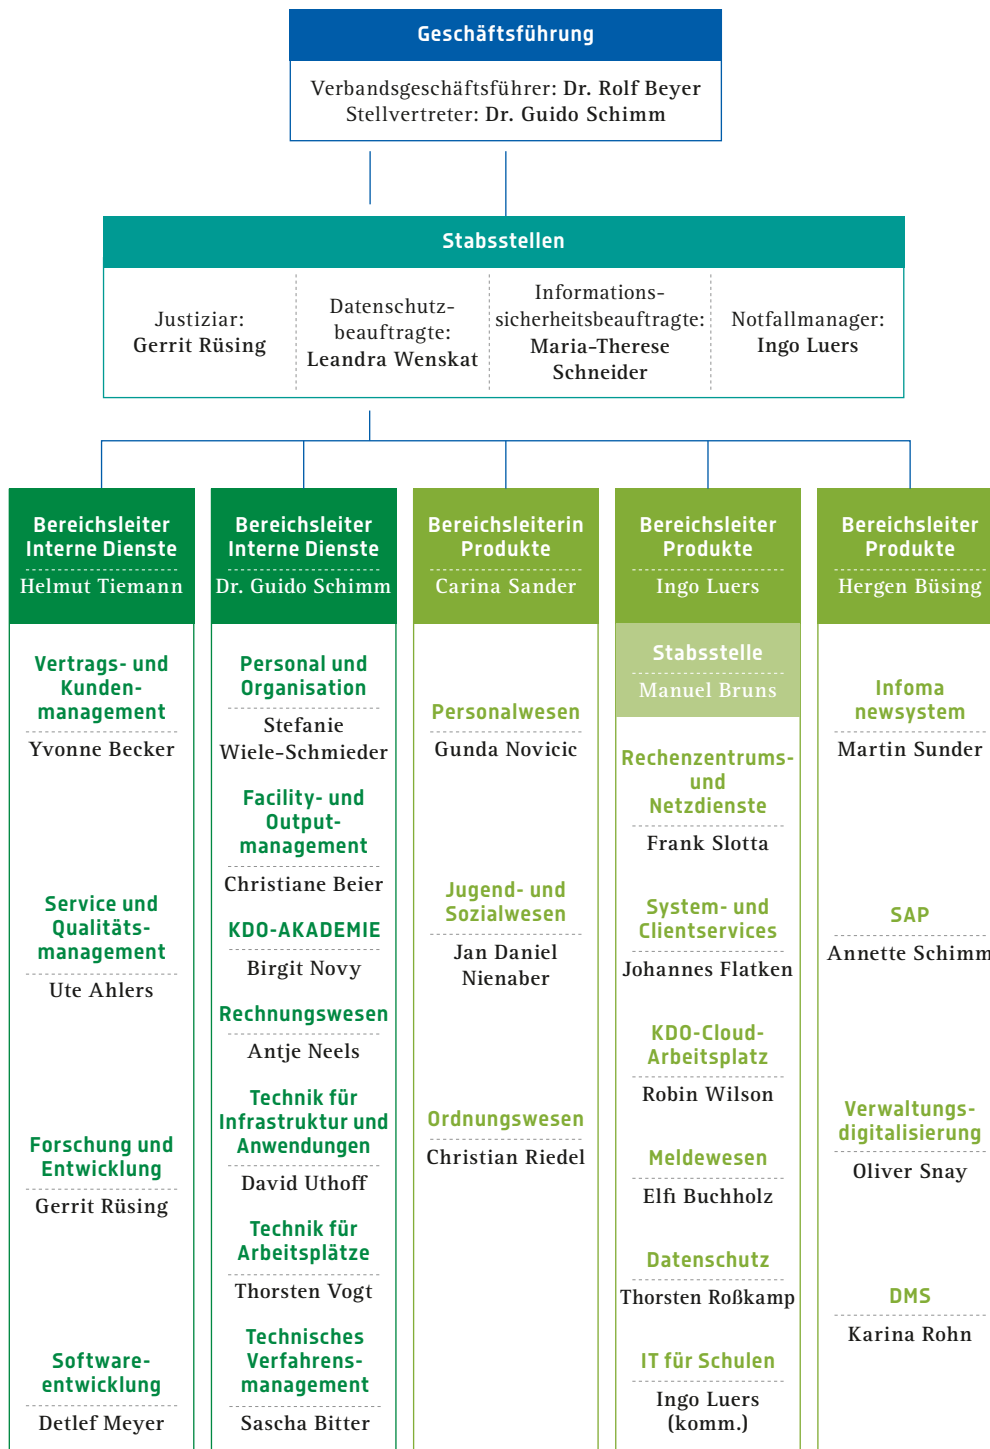 Geschäftsführung
Verbandsgeschäftsführer: Dr. Rolf Beyer
Stellvertreter: Dr. Guido Schimm
Stabsstellen
Justiziar:
Gerrit Rüsing
Datenschutz-
beauftragte:
Leandra Wenskat
Informations-
sicherheitsbeauftragte:
Maria-Therese
Schneider
Notfallmanager:
Ingo Luers
Bereichsleiter
Interne Dienste
Helmut Tiemann
Vertrags- und
Kunden-
management
Yvonne Becker
Service und
Qualitäts-
management
Ute Ahlers
Forschung und
Entwicklung
Gerrit Rüsing
Software-
entwicklung
Detlef Meyer
Bereichsleiter
Interne Dienste
Dr. Guido Schimm
Personal und
Organisation
Stefanie
Wiele-Schmieder
Facility- und
Output-
management
Christiane Beier
KDO-AKADEMIE
Birgit Novy
Rechnungswesen
Antje Neels
Technik für
Infrastruktur und
Anwendungen
David Uthoff
Technik für
Arbeitsplätze
Thorsten Vogt
Technisches
Verfahrens-
management
Sascha Bitter
Bereichsleiterin
Produkte
Carina Sander
Personalwesen
Gunda Novicic
Jugend- und
Sozialwesen
Jan Daniel
Nienaber
Ordnungswesen
Christian Riedel
Bereichsleiter
Produkte
Ingo Luers
Stabsstelle
Manuel Bruns
Rechenzentrums-
und
Netzdienste
Frank Slotta
System- und
Clientservices
Johannes Flatken
KDO-Cloud-
Arbeitsplatz
Robin Wilson
Meldewesen
Elfi Buchholz
Datenschutz
Thorsten Roßkamp
IT für Schulen
Ingo Luers
(komm.)
Bereichsleiter
Produkte
Hergen Büsing
Infoma
newsystem
Martin Sunder
SAP
Annette Schimm
Verwaltungs-
digitalisierung
Oliver Snay
DMS
Karina Rohn